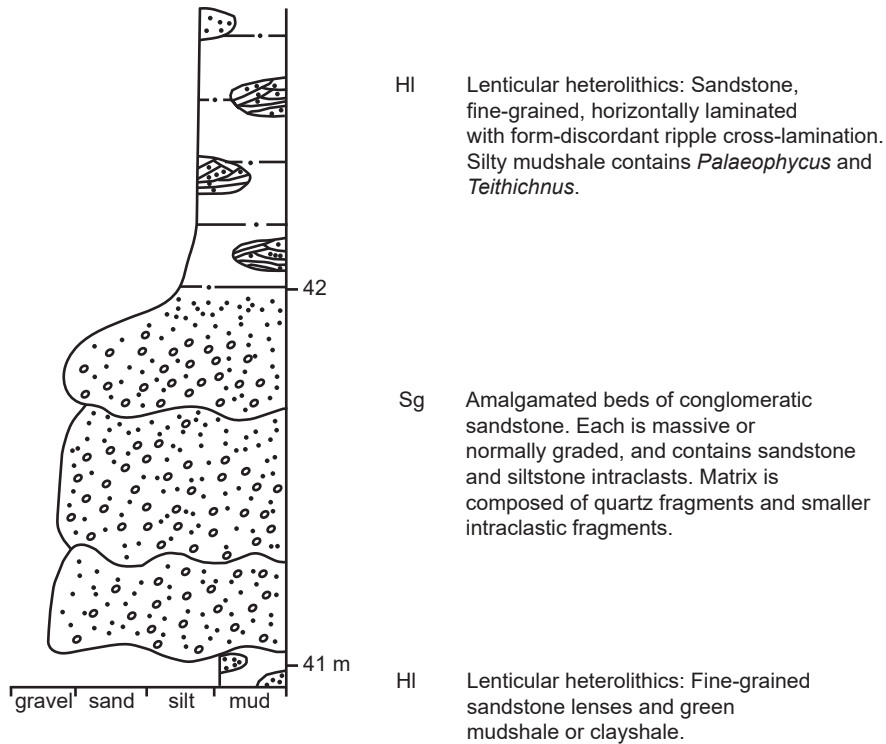 Hl
Lenticular heterolithics: Sandstone,
fine-grained, horizontally laminated
with form-discordant ripple cross-lamination.
Silty mudshale contains Palaeophycus and
Teithichnus.
42
Sg
Amalgamated beds of conglomeratic
sandstone. Each is massive or
normally graded, and contains sandstone
and siltstone intraclasts. Matrix is
composed of quartz fragments and smaller
intraclastic fragments.
41 m
Hl
Lenticular heterolithics: Fine-grained
sandstone lenses and green
mudshale or clayshale.
gravel sand silt mud